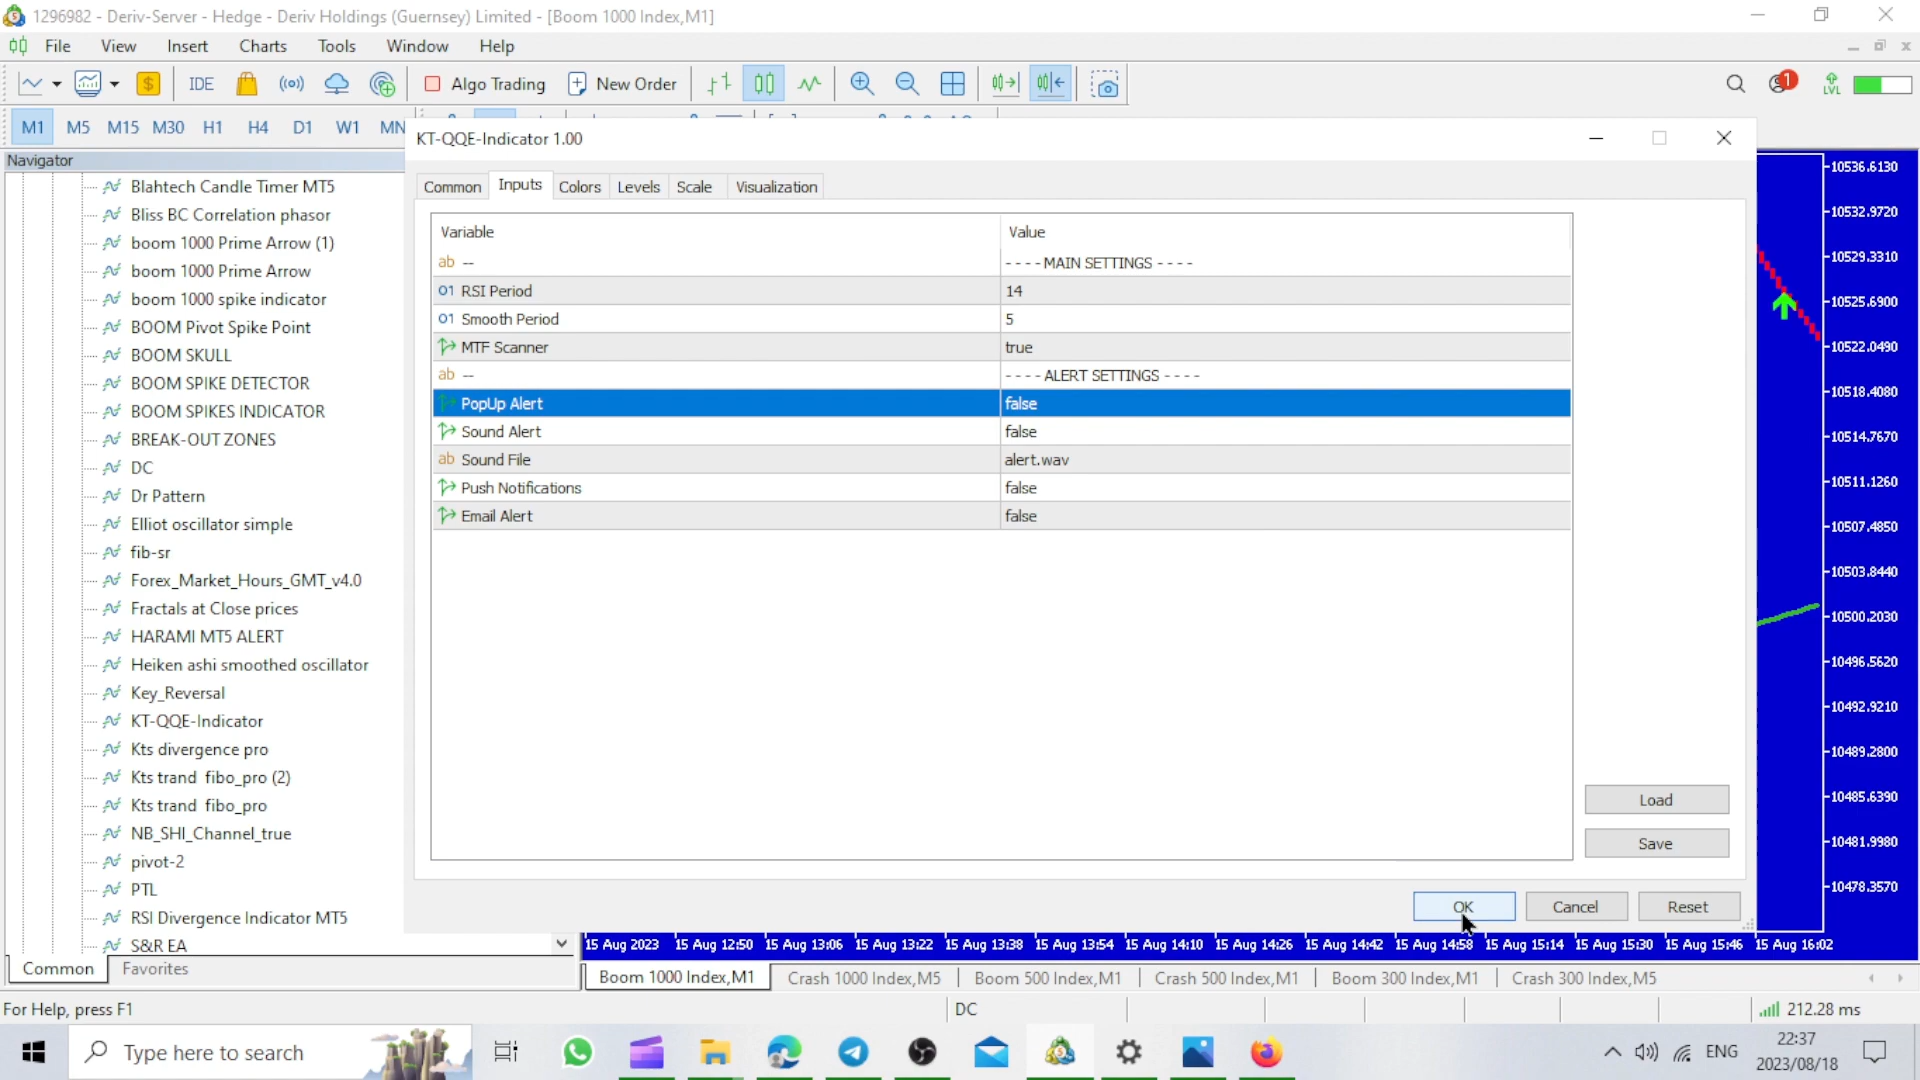 1296982 - Deriv-Server - Hedge - Deriv Holdings (Guernsey) Limited - [Boom 1000 Index,M1]
File View Insert Charts Tools Window Help
IDE Algo Trading New Order 1 LVL
M1 M5 M15 M30 H1 H4 D1 W1 MN
Navigator
Blahtech Candle Timer MT5
Bliss BC Correlation phasor
boom 1000 Prime Arrow (1)
boom 1000 Prime Arrow
boom 1000 spike indicator
BOOM Pivot Spike Point
BOOM SKULL
BOOM SPIKE DETECTOR
BOOM SPIKES INDICATOR
BREAK-OUT ZONES
DC
Dr Pattern
Elliot oscillator simple
fib-sr
Forex_Market_Hours_GMT_v4.0
Fractals at Close prices
HARAMI MT5 ALERT
Heiken ashi smoothed oscillator
Key_Reversal
KT-QQE-Indicator
Kts divergence pro
Kts trand fibo_pro (2)
Kts trand fibo_pro
NB_SHI_Channel_true
pivot-2
PTL
RSI Divergence Indicator MT5
S&R EA
Common Favorites
KT-QQE-Indicator 1.00
Common Inputs Colors Levels Scale Visualization
Variable Value
ab -- - - - - MAIN SETTINGS - - - -
01 RSI Period 14
01 Smooth Period 5
MTF Scanner true
ab -- - - - - ALERT SETTINGS - - - -
PopUp Alert false
Sound Alert false
ab Sound File alert.wav
Push Notifications false
Email Alert false
Load
Save
OK Cancel Reset
10536.6130
10532.9720
10529.3310
10525.6900
10522.0490
10518.4080
10514.7670
10511.1260
10507.4850
10503.8440
10500.2030
10496.5620
10492.9210
10489.2800
10485.6390
10481.9980
10478.3570
15 Aug 2023 15 Aug 12:50 15 Aug 13:06 15 Aug 13:22 15 Aug 13:38 15 Aug 13:54 15 Aug 14:10 15 Aug 14:26 15 Aug 14:42 15 Aug 14:58 15 Aug 15:14 15 Aug 15:30 15 Aug 15:46 15 Aug 16:02
Boom 1000 Index,M1 Crash 1000 Index,M5 Boom 500 Index,M1 Crash 500 Index,M1 Boom 300 Index,M1 Crash 300 Index,M5
For Help, press F1 DC 212.28 ms
Type here to search ENG 22:37
2023/08/18